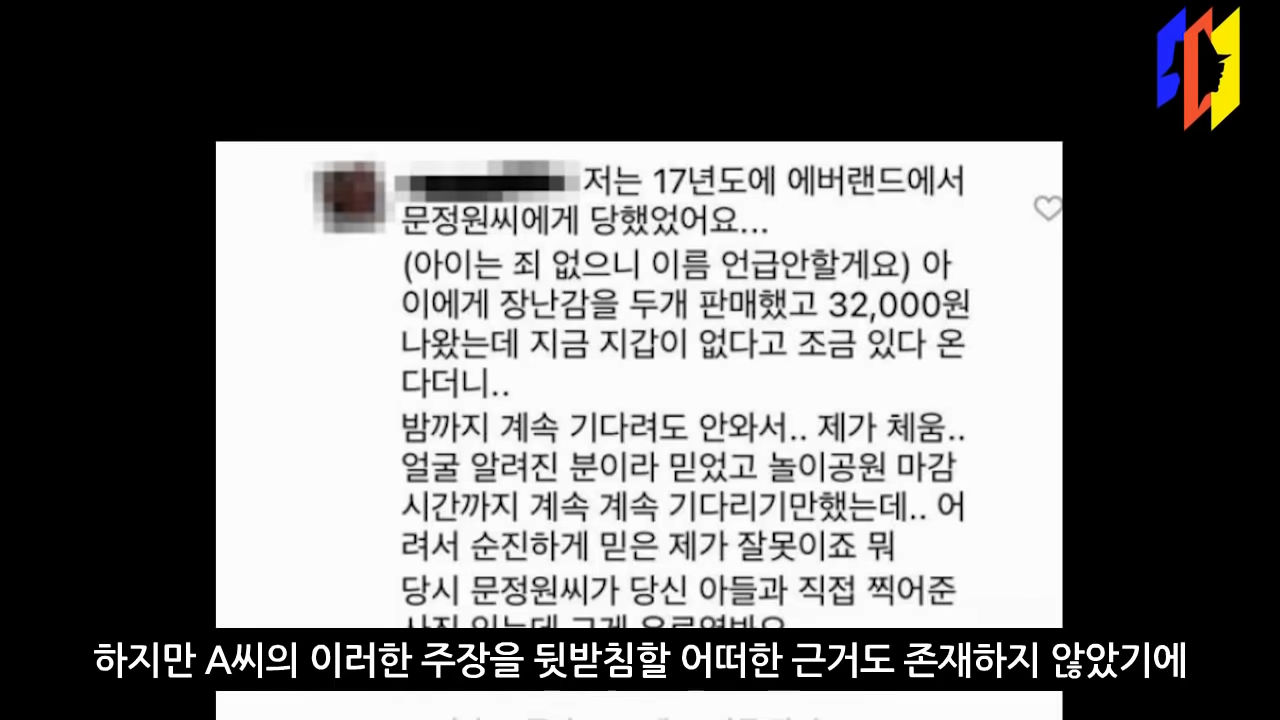 저는 17년도에 에버랜드에서
문정원씨에게 당했었어요...
(아이는 죄 없으니 이름 언급안할게요) 아
이에게 장난감을 두개 판매했고 32,000원
나왔는데 지금 지갑이 없다고 조금 있다 온
다더니..
밤까지 계속 기다려도 안와서.. 제가 체움..
얼굴 알려진 분이라 믿었고 놀이공원 마감
시간까지 계속 계속 기다리기만했는데.. 어
려서 순진하게 믿은 제가 잘못이죠 뭐
당시 문정원씨가 당신 아들과 직접 찍어준
하지만 A씨의 이러한 주장을 뒷받침할 어떠한 근거도 존재하지 않았기에